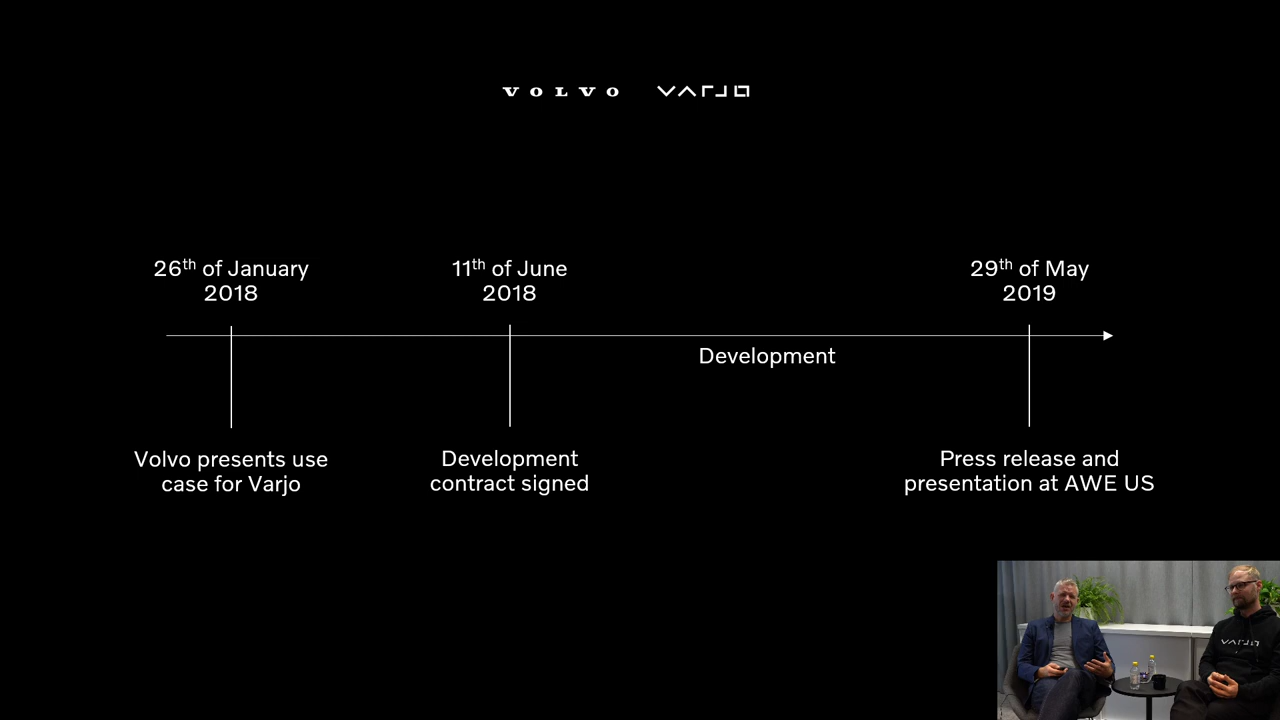 VOLVO VARJO
26th of January
2018
11th of June
2018
29th of May
2019
Development
Volvo presents use
case for Varjo
Development
contract signed
Press release and
presentation at AWE US
VARJO